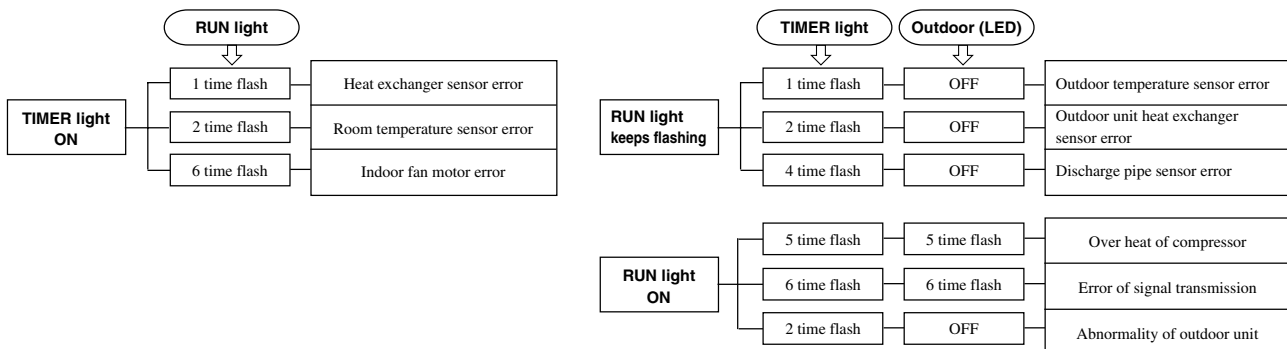 RUN light
TIMER light ON
1 time flash
Heat exchanger sensor error
2 time flash
Room temperature sensor error
6 time flash
Indoor fan motor error
TIMER light
Outdoor (LED)
RUN light
keeps flashing
1 time flash
OFF
Outdoor temperature sensor error
2 time flash
OFF
Outdoor unit heat exchanger
sensor error
4 time flash
OFF
Discharge pipe sensor error
RUN light
ON
5 time flash
5 time flash
Over heat of compressor
6 time flash
6 time flash
Error of signal transmission
2 time flash
OFF
Abnormality of outdoor unit